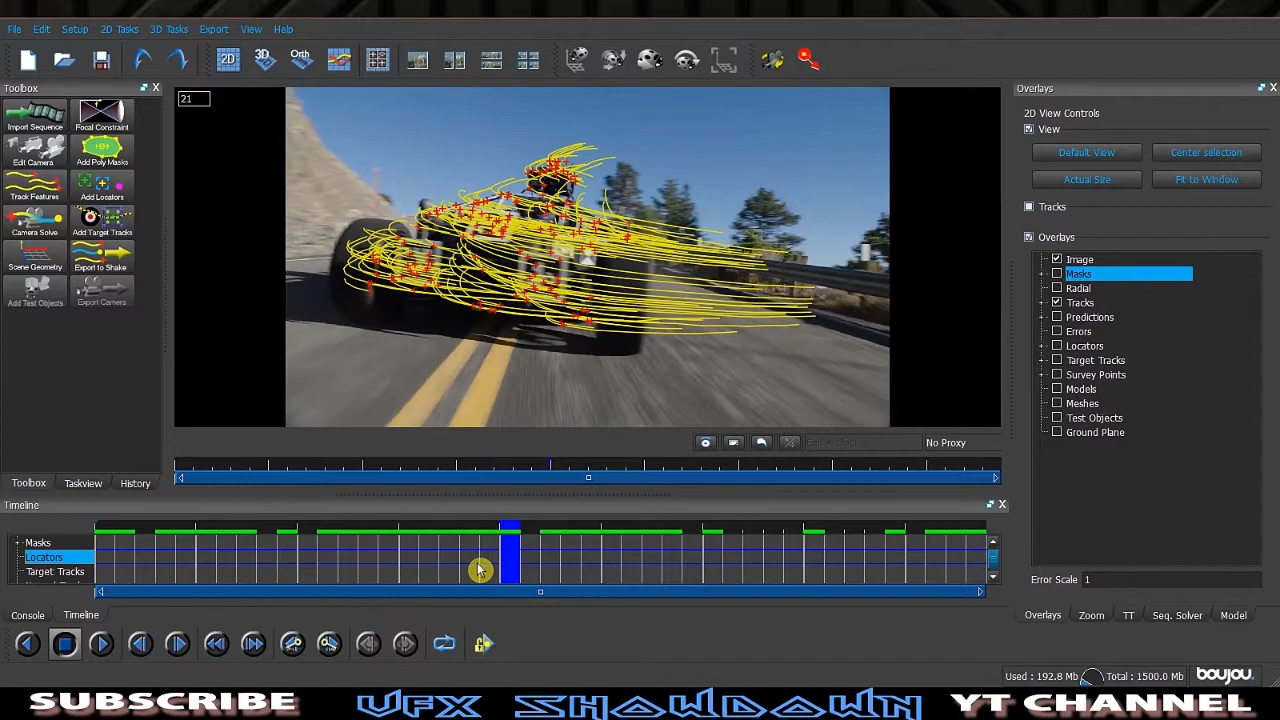 File Edit Setup 2D Tasks 3D Tasks Export View Help
2D 3D Orth
Toolbox
Import Sequence Focal Constraint
Edit Camera Add Poly Masks
Track Features Add Locators
Camera Solve Add Target Tracks
Scene Geometry Export to Shake
Add Test Objects Export Camera
21
Overlays
2D View Controls
View
Default View Center selection
Actual Size Fit to Window
Tracks
Overlays
Image
Masks
Radial
Tracks
Predictions
Errors
Locators
Target Tracks
Survey Points
Models
Meshes
Test Objects
Ground Plane
Error Scale 1
No Proxy
Toolbox Taskview History
Timeline
Masks
Locators
Target Tracks
Console Timeline
Overlays Zoom TT Seq. Solver Model
Used : 192.8 Mb Total : 1500.0 Mb boujou.
SUBSCRIBE VFX SHOWDOWN YT CHANNEL